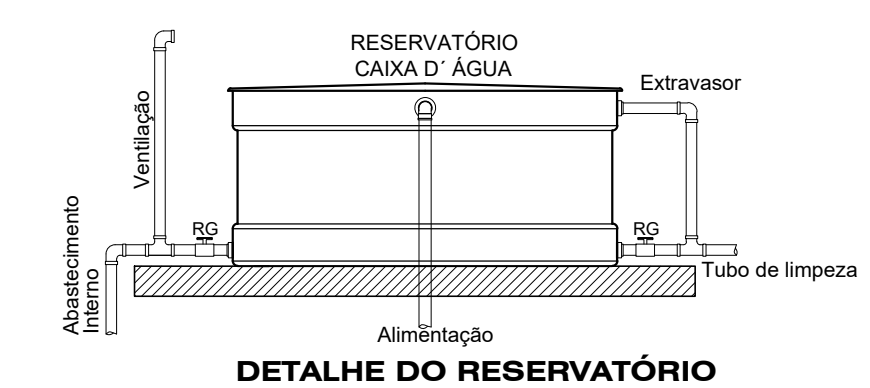 RESERVATÓRIO
CAIXA D´ ÁGUA
Extravasor
Ventilação
RG
RG
Abastecimento
Interno
Tubo de limpeza
Alimentação
DETALHE DO RESERVATÓRIO